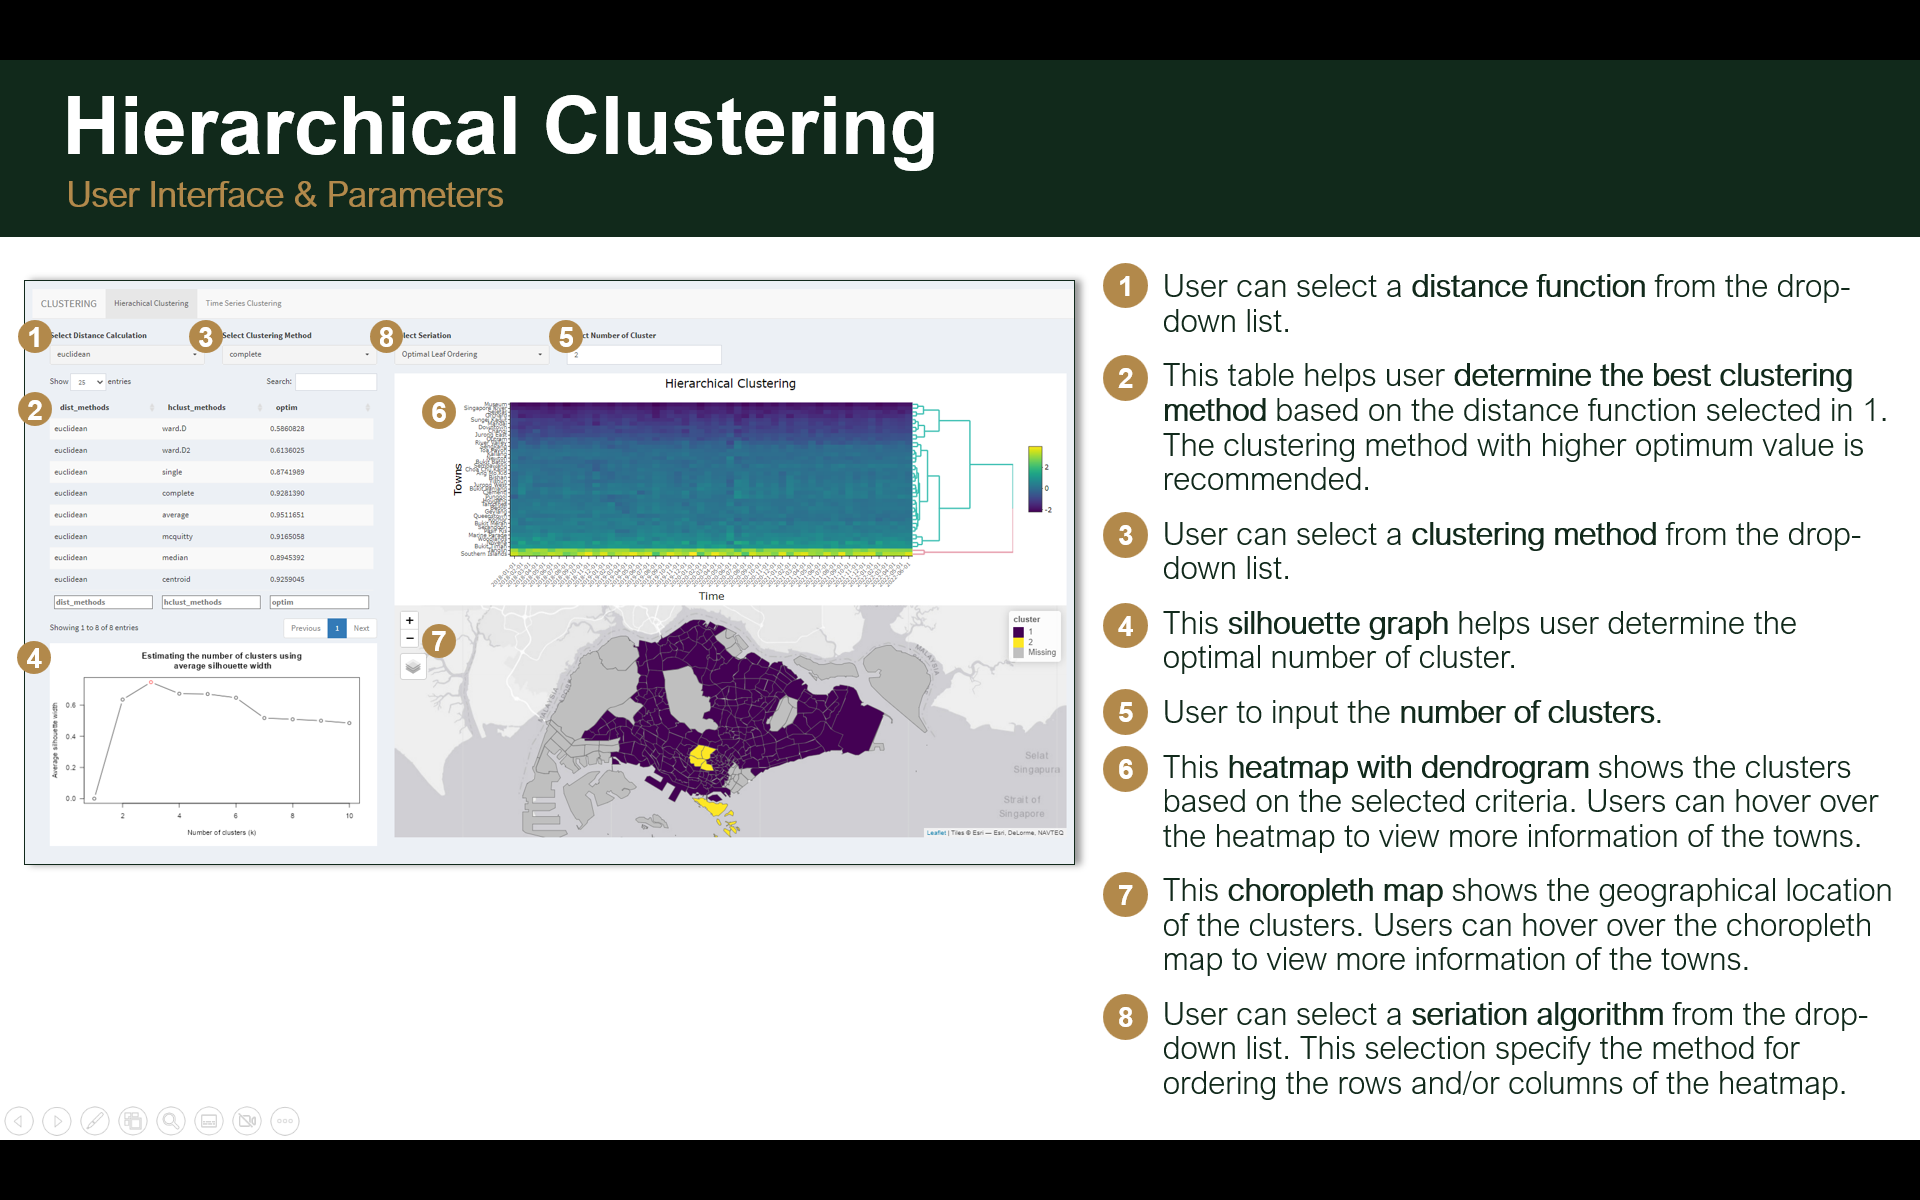 Hierarchical Clustering
User Interface & Parameters
CLUSTERING
Hierachical Clustering
Time Series Clustering
1
Select Distance Calculation
3
Select Clustering Method
8
5
Number of Cluster
euclidean
complete
Optimal Leaf Ordering
2
Show 25 entries
Search:
2
dist_methods hclust_methods optim
euclidean ward.D 0.5860828
euclidean ward.D2 0.6136025
euclidean single 0.8741989
euclidean complete 0.9281390
euclidean average 0.9511651
euclidean mcquitty 0.9165058
euclidean median 0.8945392
euclidean centroid 0.9259045
dist_methods hclust_methods optim
Showing 1 to 8 of 8 entries
Previous 1 Next
4
Estimating the number of clusters using
average silhouette width
Average silhouette width
0.6
0.4
0.2
0.0
2 4 6 8 10
Number of clusters (k)
6
Hierarchical Clustering
Towns
Museum
Singapore River
Southern Islands
Time
2
0
-2
7
+
−
cluster
1
2
Missing
MALAYSIA
MALAYSIA
Selat
Singapura
Strait of
Singapore
Leaflet | Tiles © Esri — Esri, DeLorme, NAVTEQ
1 User can select a distance function from the drop-
down list.
2 This table helps user determine the best clustering
method based on the distance function selected in 1.
The clustering method with higher optimum value is
recommended.
3 User can select a clustering method from the drop-
down list.
4 This silhouette graph helps user determine the
optimal number of cluster.
5 User to input the number of clusters.
6 This heatmap with dendrogram shows the clusters
based on the selected criteria. Users can hover over
the heatmap to view more information of the towns.
7 This choropleth map shows the geographical location
of the clusters. Users can hover over the choropleth
map to view more information of the towns.
8 User can select a seriation algorithm from the drop-
down list. This selection specify the method for
ordering the rows and/or columns of the heatmap.